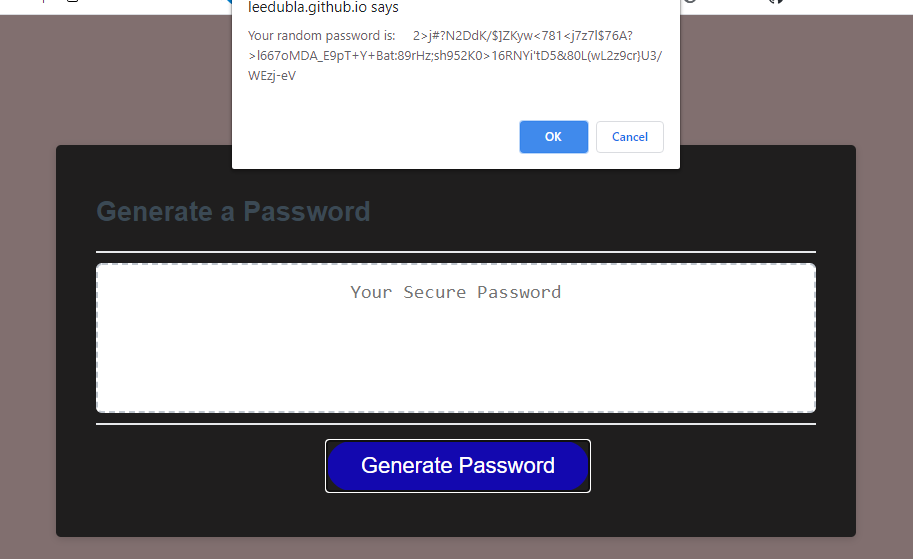 leedubla.github.io says
Your random password is: 2>j#?N2DdK/$]ZKyw<781<j7z7l$76A?
>l667oMDA_E9pT+Y+Bat:89rHz;sh952K0>16RNYi'tD5&80L(wL2z9cr}U3/
WEzj-eV
OK Cancel
Generate a Password
Your Secure Password
Generate Password